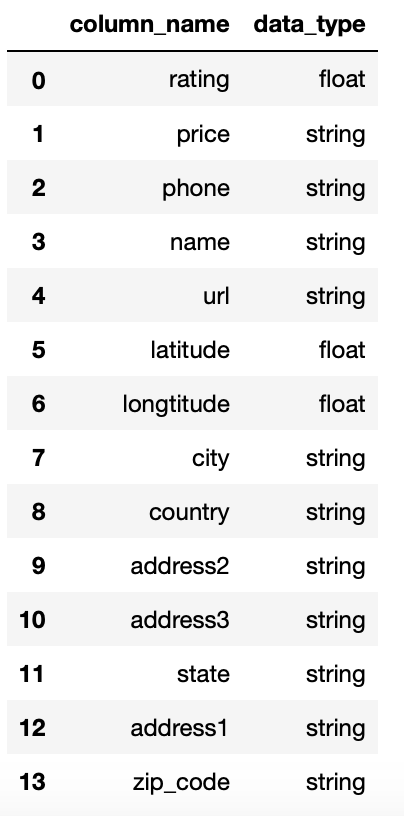 column_name data_type
0 rating float
1 price string
2 phone string
3 name string
4 url string
5 latitude float
6 longtitude float
7 city string
8 country string
9 address2 string
10 address3 string
11 state string
12 address1 string
13 zip_code string